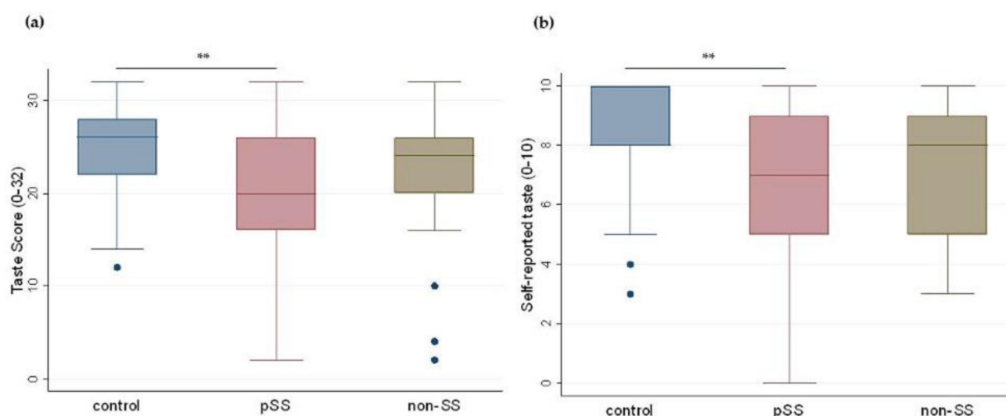 (a)
**
Taste Score (0-32)
30
20
10
0
control pSS non-SS
(b)
**
Self-reported taste (0-10)
10
8
6
4
2
0
control pSS non-SS